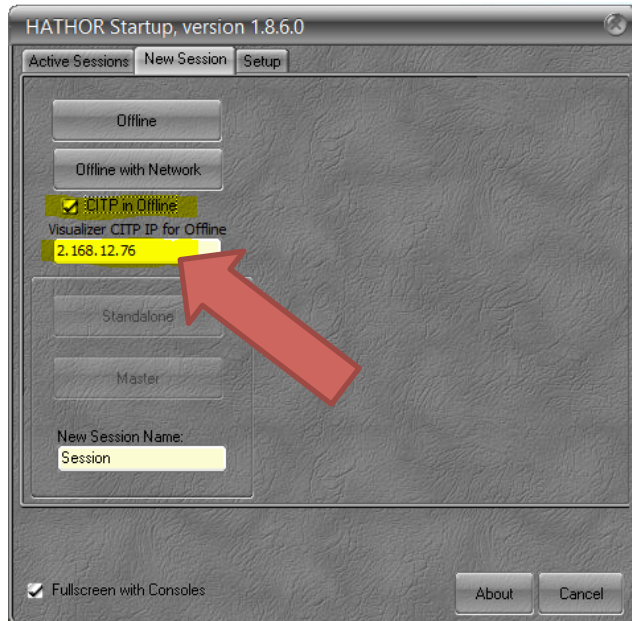 HATHOR Startup, version 1.8.6.0
Active Sessions New Session Setup
Offline
Offline with Network
CITP in Offline
Visualizer CITP IP for Offline
2.168.12.76
Standalone
Master
New Session Name:
Session
Fullscreen with Consoles
About Cancel